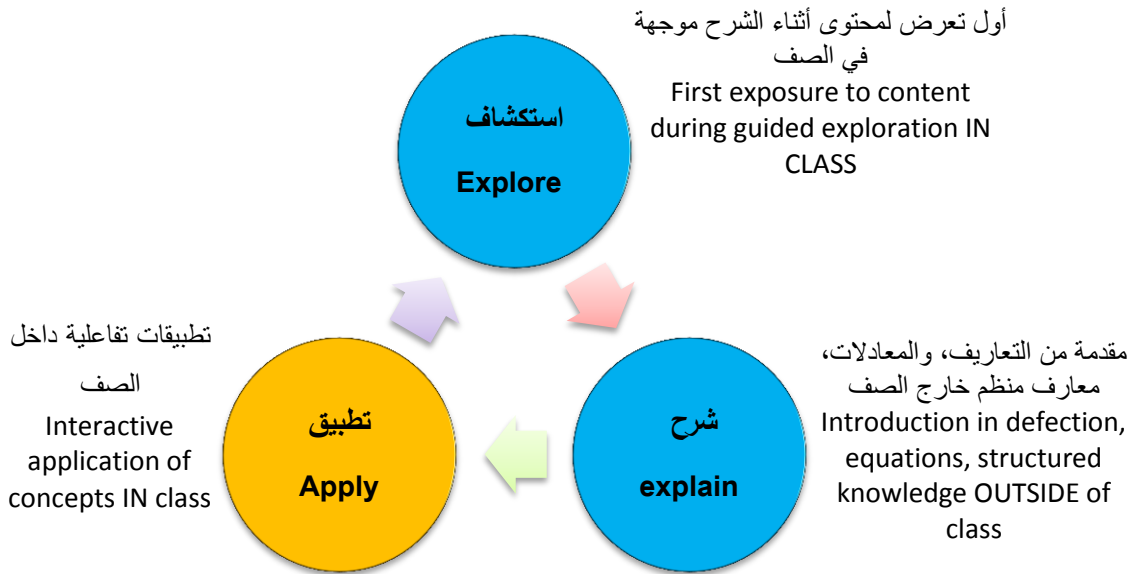 أول تعرض لمحتوى أثناء الشرح موجهة
في الصف
First exposure to content
during guided exploration IN
CLASS
استكشاف
Explore
تطبيقات تفاعلية داخل
الصف
Interactive
application of
concepts IN class
تطبيق
Apply
شرح
explain
مقدمة من التعاريف، والمعادلات،
معارف منظم خارج الصف
Introduction in defection,
equations, structured
knowledge OUTSIDE of
class